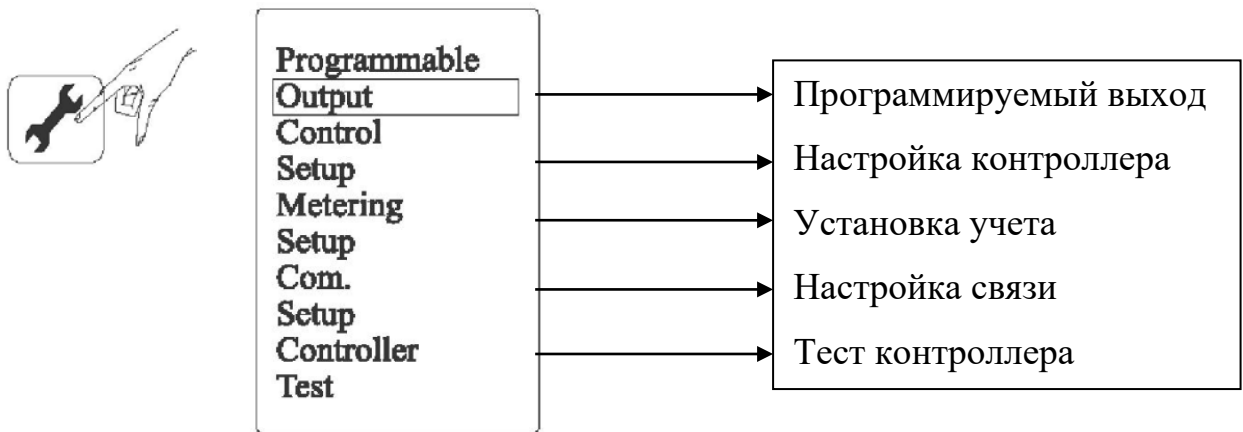 Programmable
Output
Control
Setup
Metering
Setup
Com.
Setup
Controller
Test
Программируемый выход
Настройка контроллера
Установка учета
Настройка связи
Тест контроллера